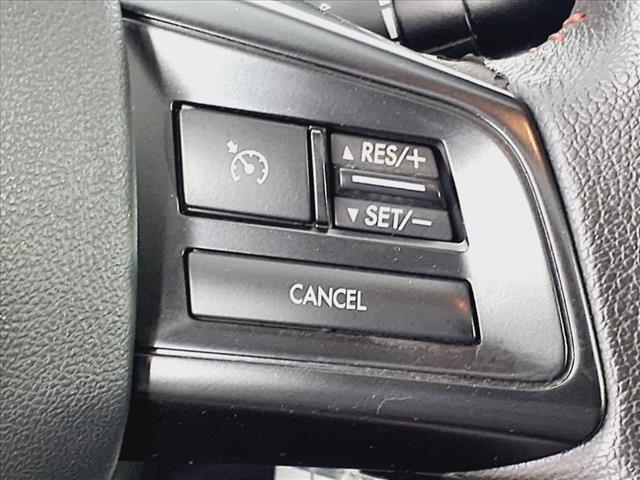 ▲ RES/+
▼ SET/−
CANCEL